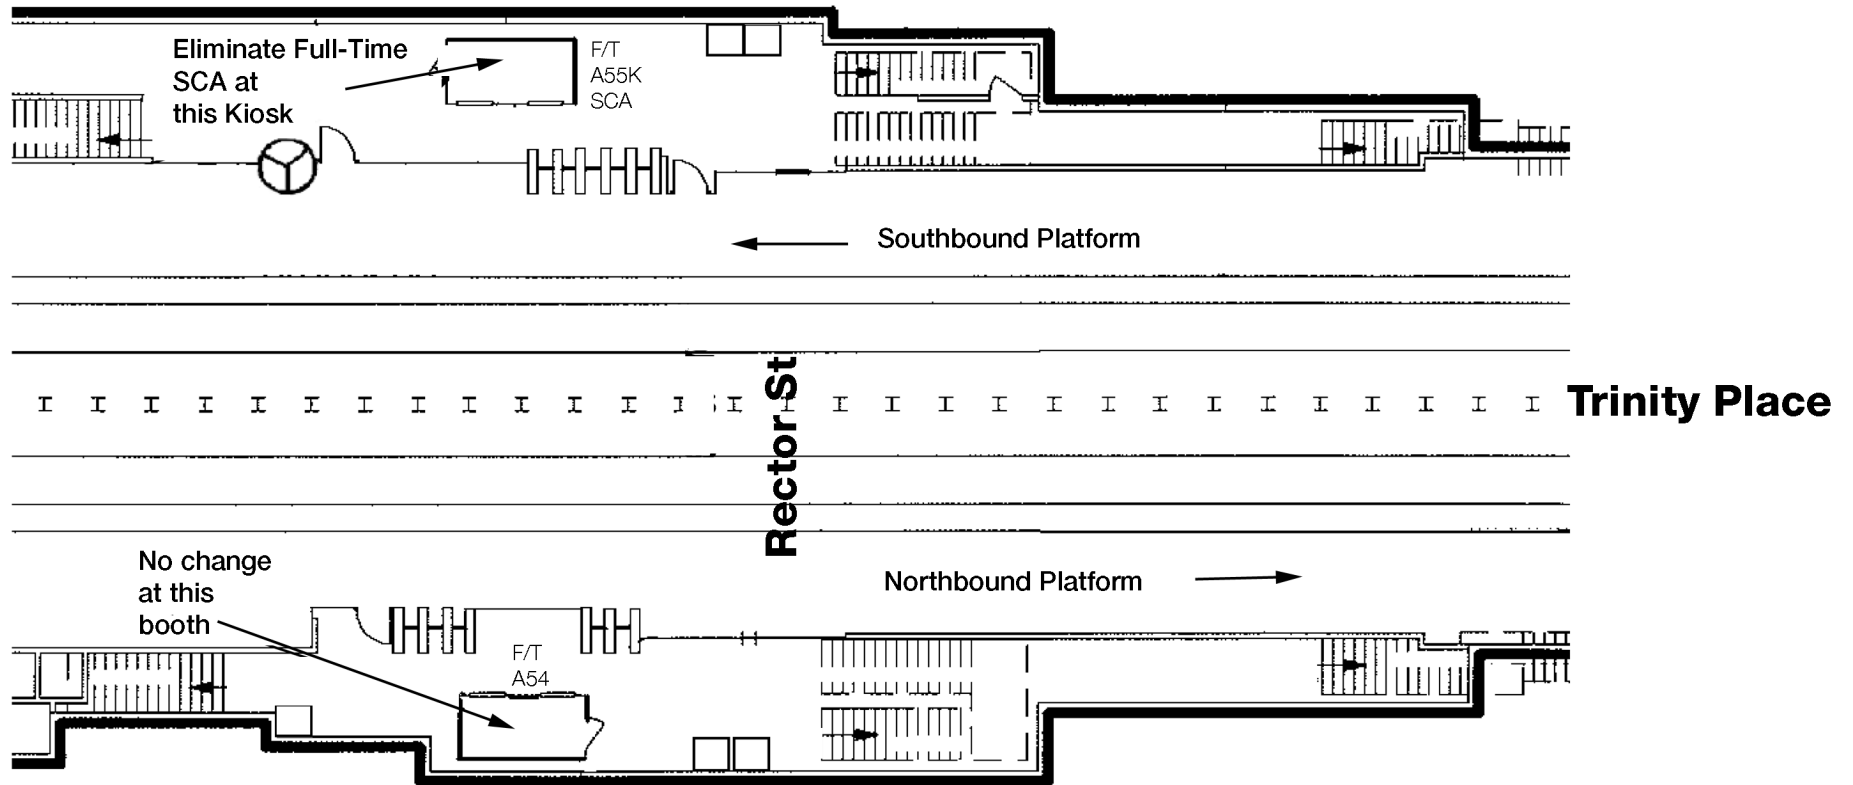 Eliminate Full-Time
SCA at
this Kiosk
F/T
A55K
SCA
Southbound Platform
Rector St
Trinity Place
No change
at this
booth
Northbound Platform
F/T
A54